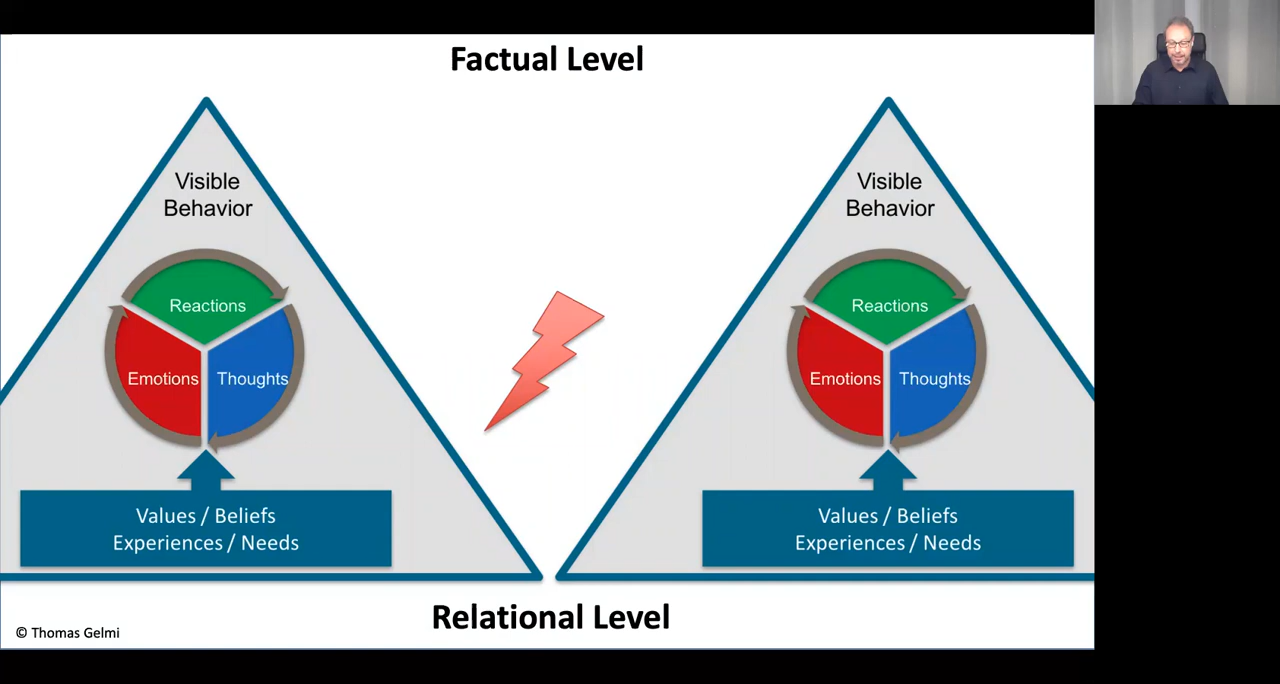 Factual Level
Visible
Behavior
Reactions
Emotions
Thoughts
Values / Beliefs
Experiences / Needs
Visible
Behavior
Reactions
Emotions
Thoughts
Values / Beliefs
Experiences / Needs
Relational Level
© Thomas Gelmi